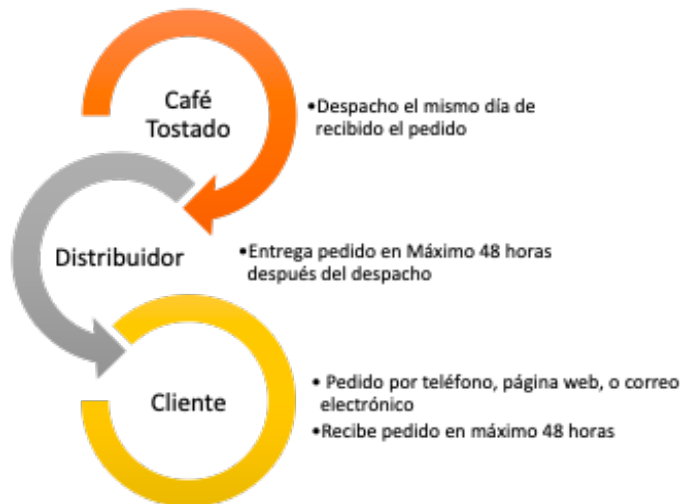 Café
Tostado
•Despacho el mismo día de
recibido el pedido
Distribuidor
•Entrega pedido en Máximo 48 horas
después del despacho
Cliente
• Pedido por teléfono, página web, o correo
electrónico
•Recibe pedido en máximo 48 horas